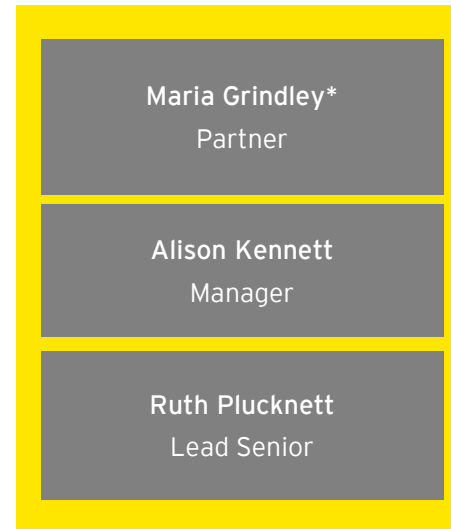 Maria Grindley*
Partner
Alison Kennett
Manager
Ruth Plucknett
Lead Senior